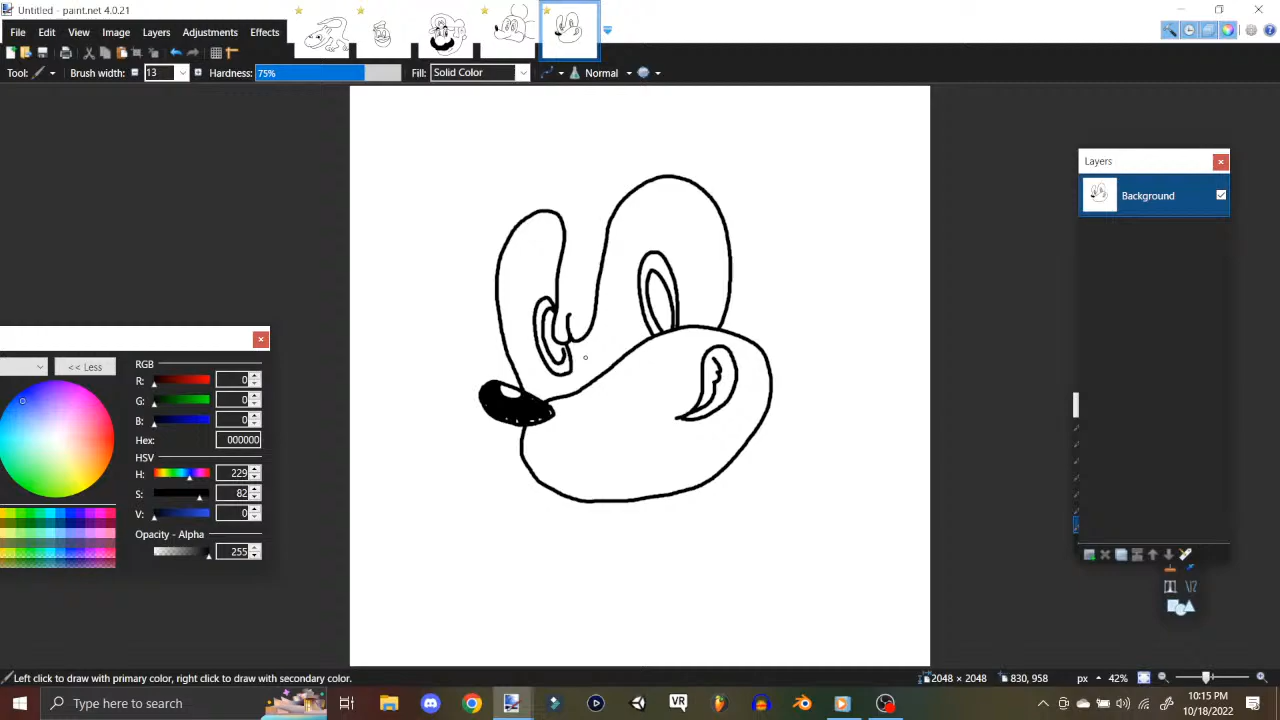 Untitled - paint.net 4.0.21
File Edit View Image Layers Adjustments Effects
Tool: Brush width: 13 Hardness: 75% Fill: Solid Color Normal
Layers
Background
<< Less
RGB
R: 0
G: 0
B: 0
Hex: 000000
HSV
H: 229
S: 82
V: 0
Opacity - Alpha
255
Left click to draw with primary color, right click to draw with secondary color.
2048 × 2048 830, 958 px 42%
Type here to search
VR
10:15 PM
10/18/2022